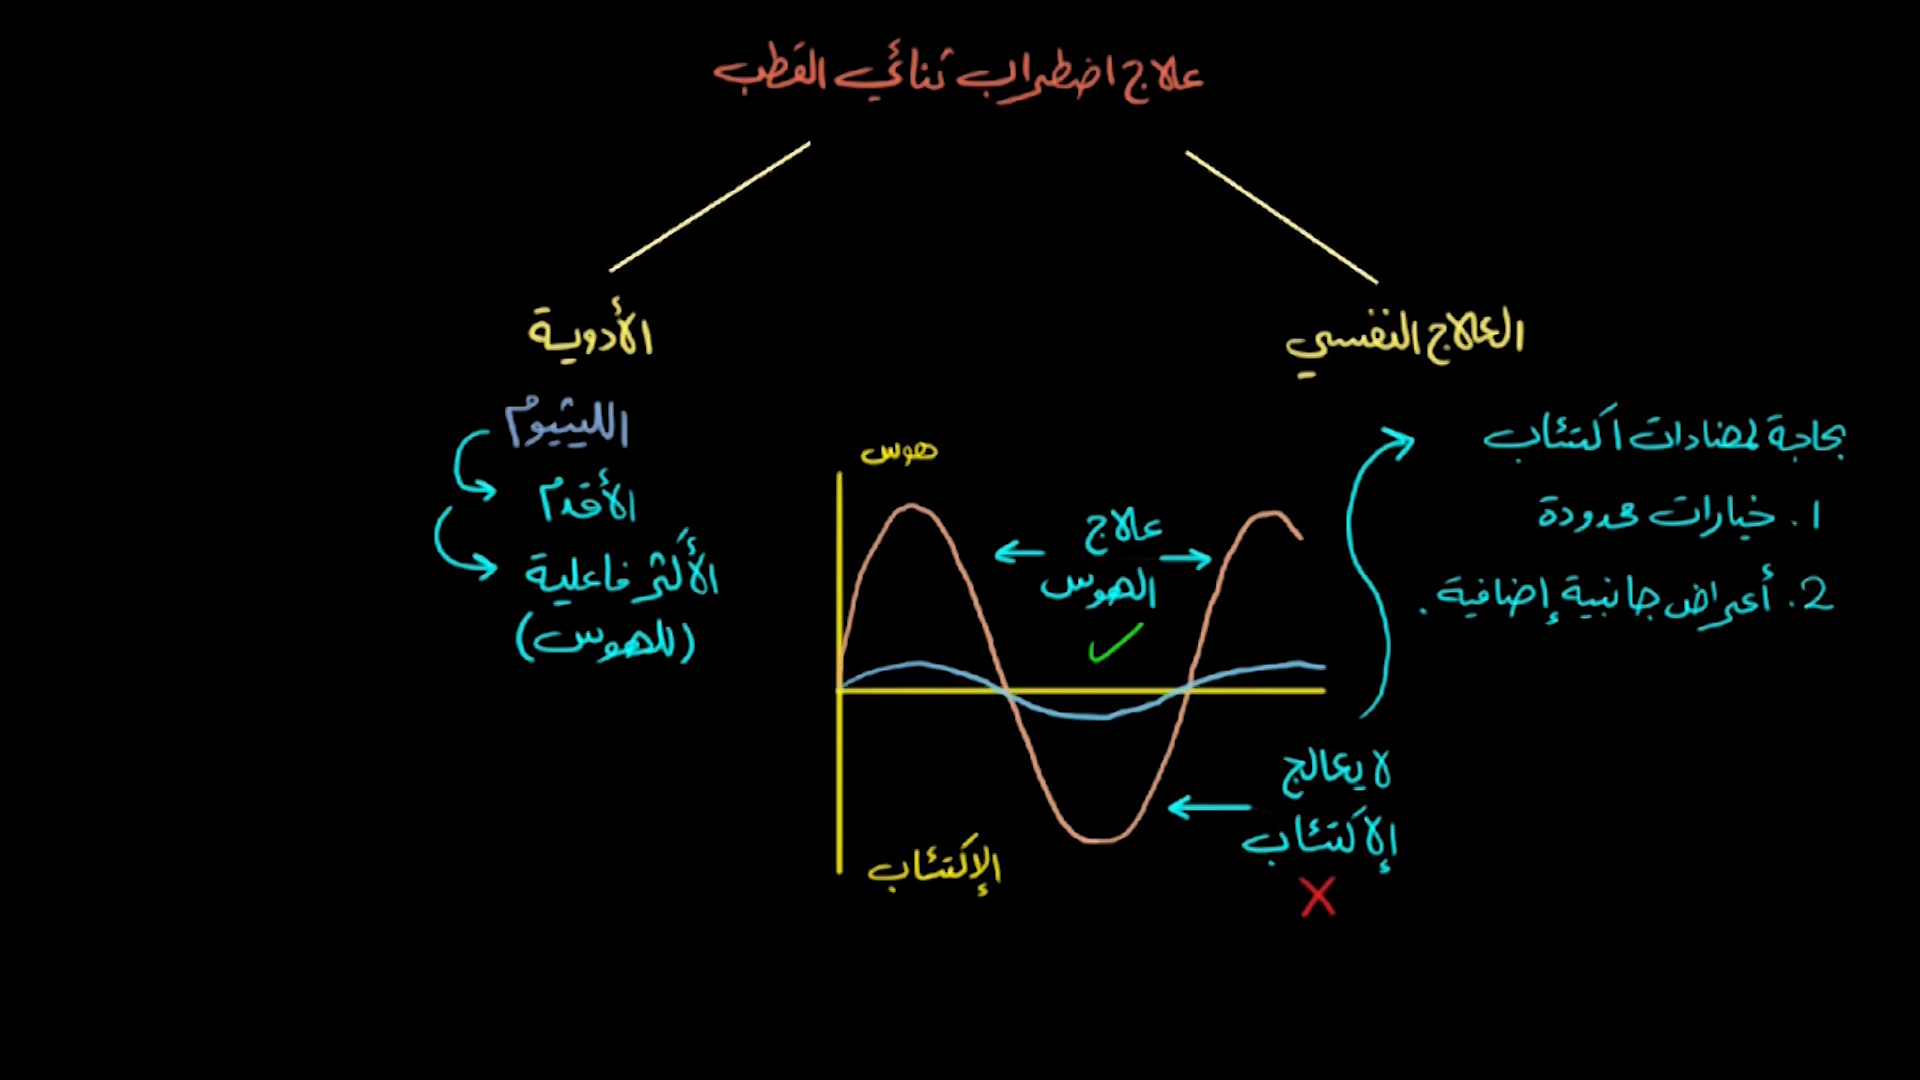 علاج اضطراب ثنائي القطب
العلاج النفسي
الأدوية
الليثيوم
الأقدم
الأكثر فاعلية
(للهوس)
هوس
علاج
الهوس
الإكتئاب
لا يعالج
الإكتئاب
بحاجة لمضادات اكتئاب
1. خيارات محدودة
2. أعراض جانبية إضافية.